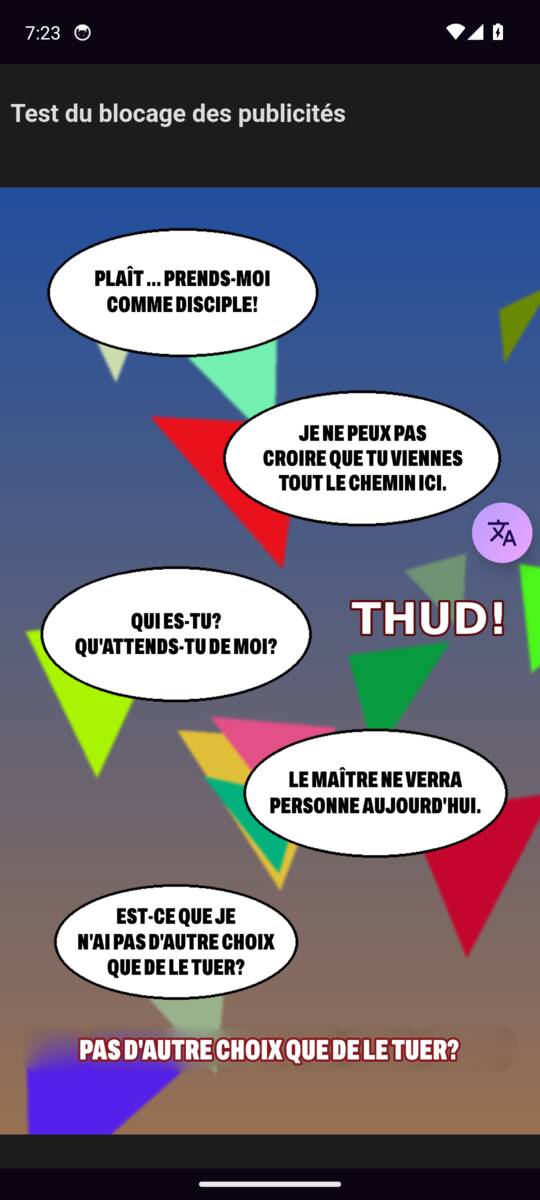 7:23
Test du blocage des publicités
PLAÎT ... PRENDS-MOI
COMME DISCIPLE!
JE NE PEUX PAS
CROIRE QUE TU VIENNES
TOUT LE CHEMIN ICI.
QUI ES-TU?
QU'ATTENDS-TU DE MOI?
THUD!
LE MAÎTRE NE VERRA
PERSONNE AUJOURD'HUI.
EST-CE QUE JE
N'AI PAS D'AUTRE CHOIX
QUE DE LE TUER?
PAS D'AUTRE CHOIX QUE DE LE TUER?